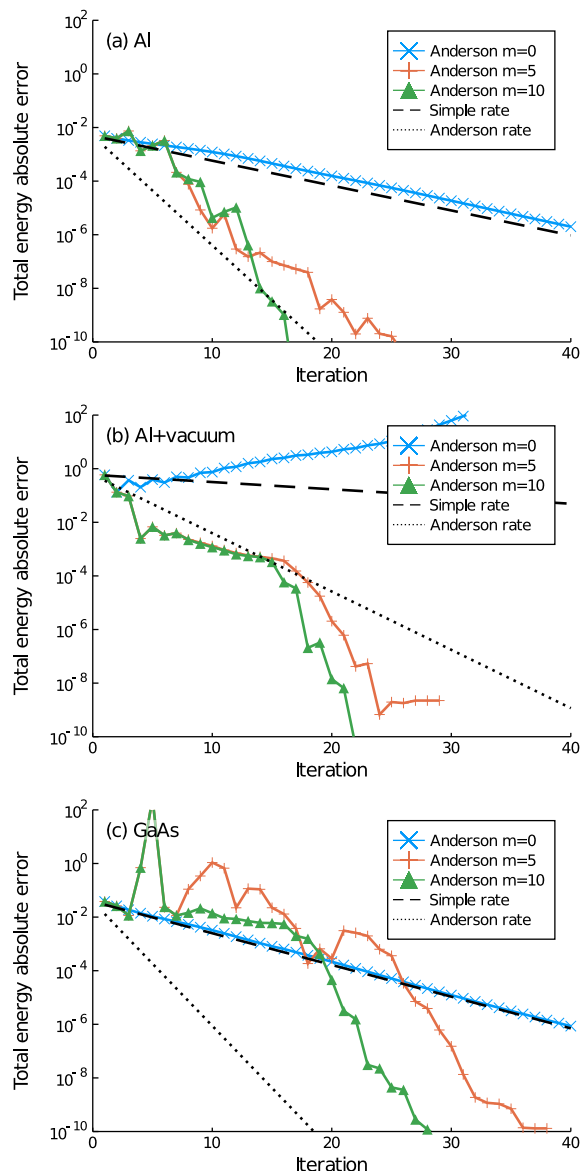 (a) Al
Anderson m=0
Anderson m=5
Anderson m=10
Simple rate
Anderson rate
Total energy absolute error
10^2
10^0
10^-2
10^-4
10^-6
10^-8
10^-10
0 10 20 30 40
Iteration
(b) Al+vacuum
Anderson m=0
Anderson m=5
Anderson m=10
Simple rate
Anderson rate
Total energy absolute error
10^2
10^0
10^-2
10^-4
10^-6
10^-8
10^-10
0 10 20 30 40
Iteration
(c) GaAs
Anderson m=0
Anderson m=5
Anderson m=10
Simple rate
Anderson rate
Total energy absolute error
10^2
10^0
10^-2
10^-4
10^-6
10^-8
10^-10
0 10 20 30 40
Iteration